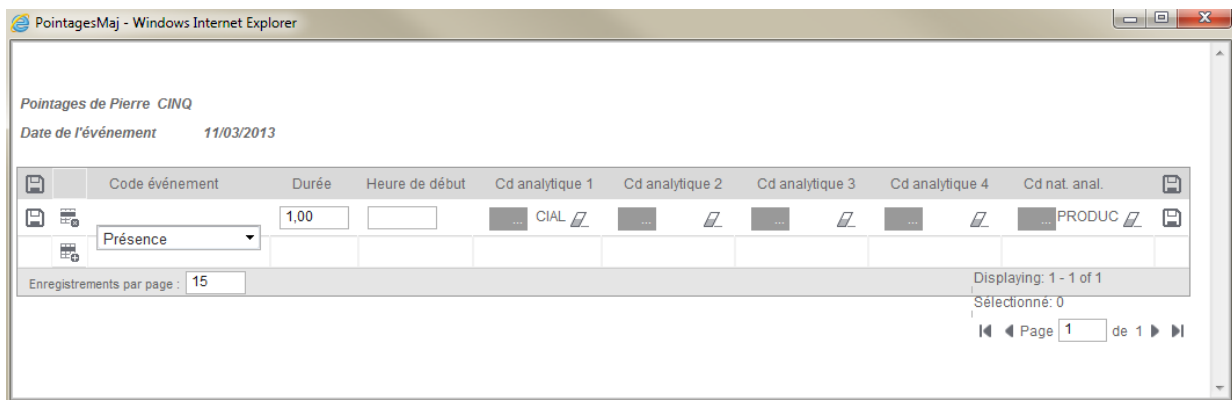 PointagesMaj - Windows Internet Explorer
Pointages de Pierre CINQ
Date de l'événement 11/03/2013
Code événement Durée Heure de début Cd analytique 1 Cd analytique 2 Cd analytique 3 Cd analytique 4 Cd nat. anal.
Présence 1,00 ... CIAL ... ... ... ... PRODUC
Enregistrements par page : 15
Displaying: 1 - 1 of 1
Sélectionné: 0
Page 1 de 1